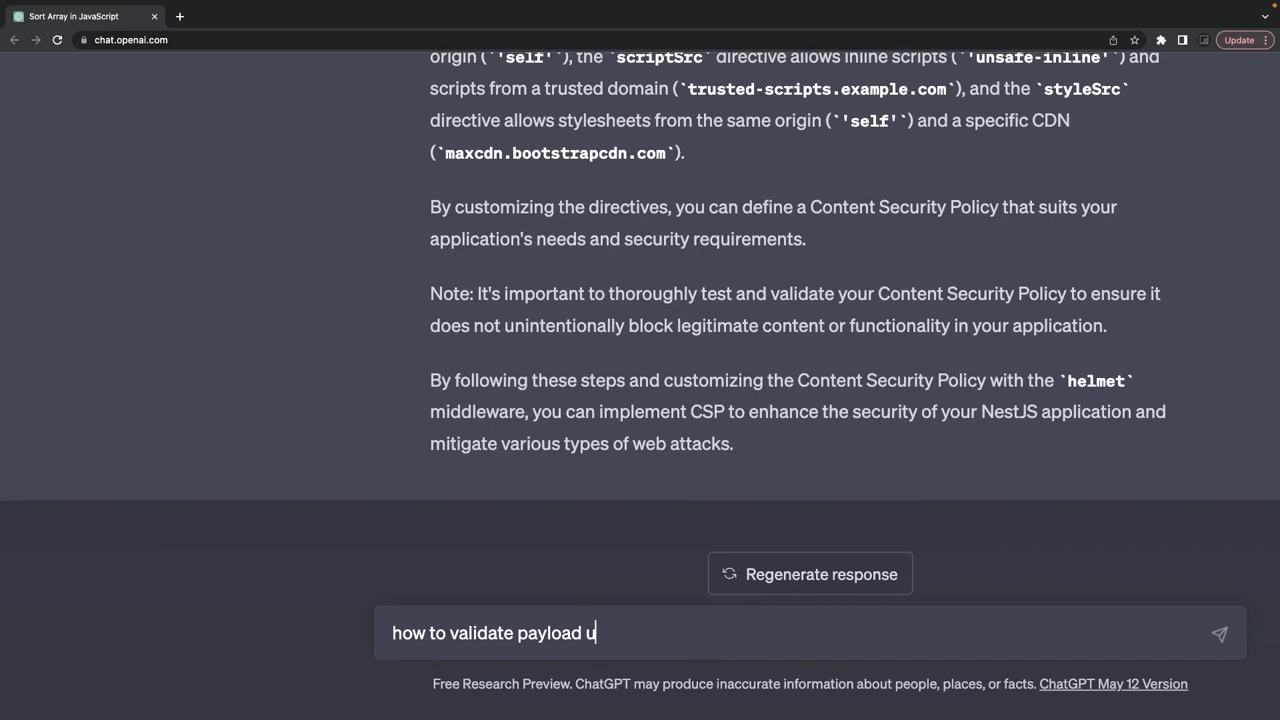 Sort Array in JavaScript
chat.openai.com
Update
origin (`'self'`), the `scriptSrc` directive allows inline scripts (`'unsafe-inline'`) and
scripts from a trusted domain (`trusted-scripts.example.com`), and the `styleSrc`
directive allows stylesheets from the same origin (`'self'`) and a specific CDN
(`maxcdn.bootstrapcdn.com`).
By customizing the directives, you can define a Content Security Policy that suits your
application's needs and security requirements.
Note: It's important to thoroughly test and validate your Content Security Policy to ensure it
does not unintentionally block legitimate content or functionality in your application.
By following these steps and customizing the Content Security Policy with the `helmet`
middleware, you can implement CSP to enhance the security of your NestJS application and
mitigate various types of web attacks.
Regenerate response
how to validate payload u
Free Research Preview. ChatGPT may produce inaccurate information about people, places, or facts. ChatGPT May 12 Version